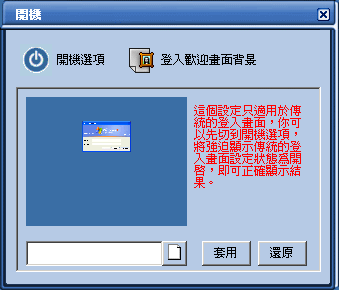 開機
開機選項
登入歡迎畫面背景
這個設定只適用於傳
統的登入畫面，你可
以先切到開機選項，
將強迫顯示傳統的登
入畫面設定狀態為開
啓，即可正確顯示結
果。
套用
還原